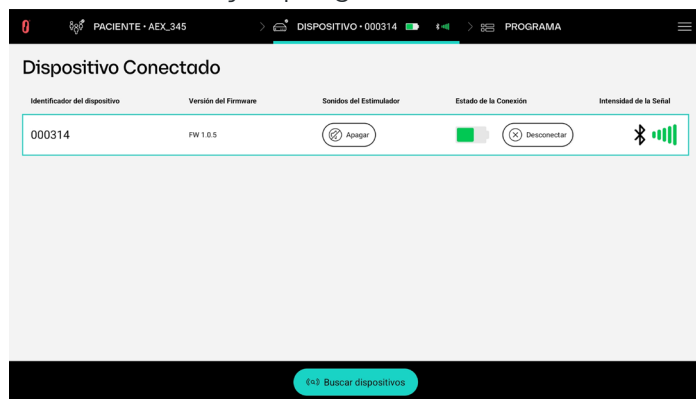 PACIENTE • AEX_345
DISPOSITIVO • 000314
PROGRAMA
Dispositivo Conectado
Identificador del dispositivo
Versión del Firmware
Sonidos del Estimulador
Estado de la Conexión
Intensidad de la Señal
000314
FW 1.0.5
Apagar
Desconectar
Buscar dispositivos